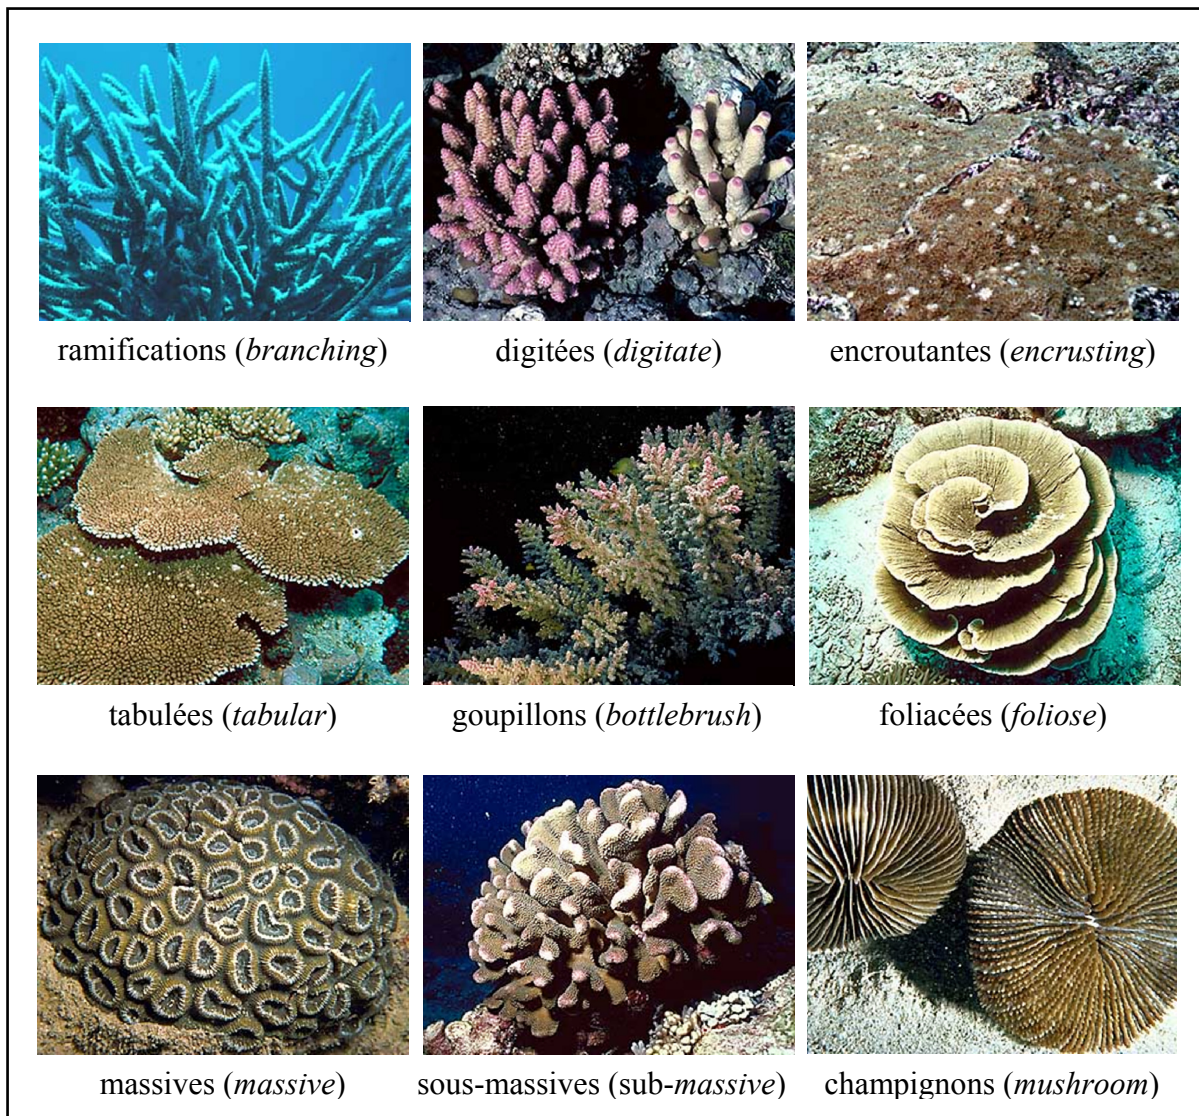 ramifications (branching)
digitées (digitate)
encroutantes (encrusting)
tabulées (tabular)
goupillons (bottlebrush)
foliacées (foliose)
massives (massive)
sous-massives (sub-massive)
champignons (mushroom)